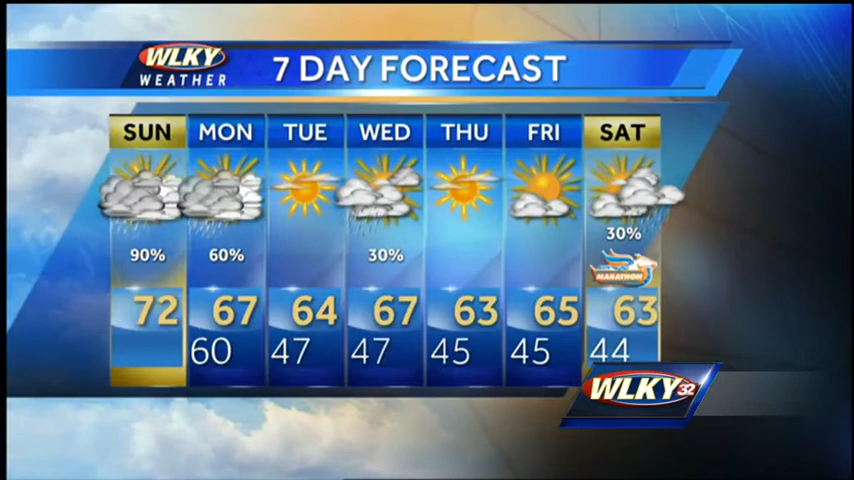 WLKY
WEATHER
7 DAY FORECAST
SUN MON TUE WED THU FRI SAT
90% 60% 30% 30%
MARATHON
72 67 64 67 63 65 63
60 47 47 45 45 44
WLKY 32